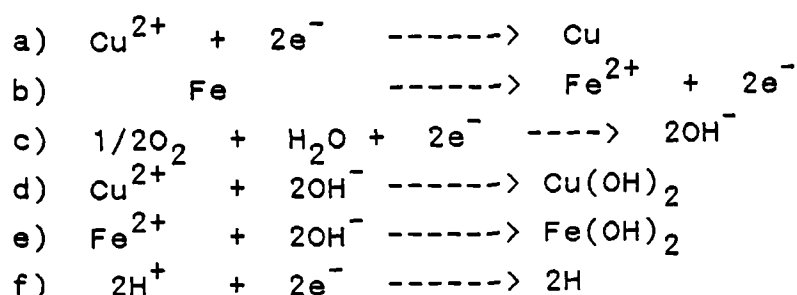 a) Cu²⁺ + 2e⁻ ------> Cu
b) Fe ------> Fe²⁺ + 2e⁻
c) 1/2O₂ + H₂O + 2e⁻ ----> 2OH⁻
d) Cu²⁺ + 2OH⁻ ------> Cu(OH)₂
e) Fe²⁺ + 2OH⁻ ------> Fe(OH)₂
f) 2H⁺ + 2e⁻ ------> 2H